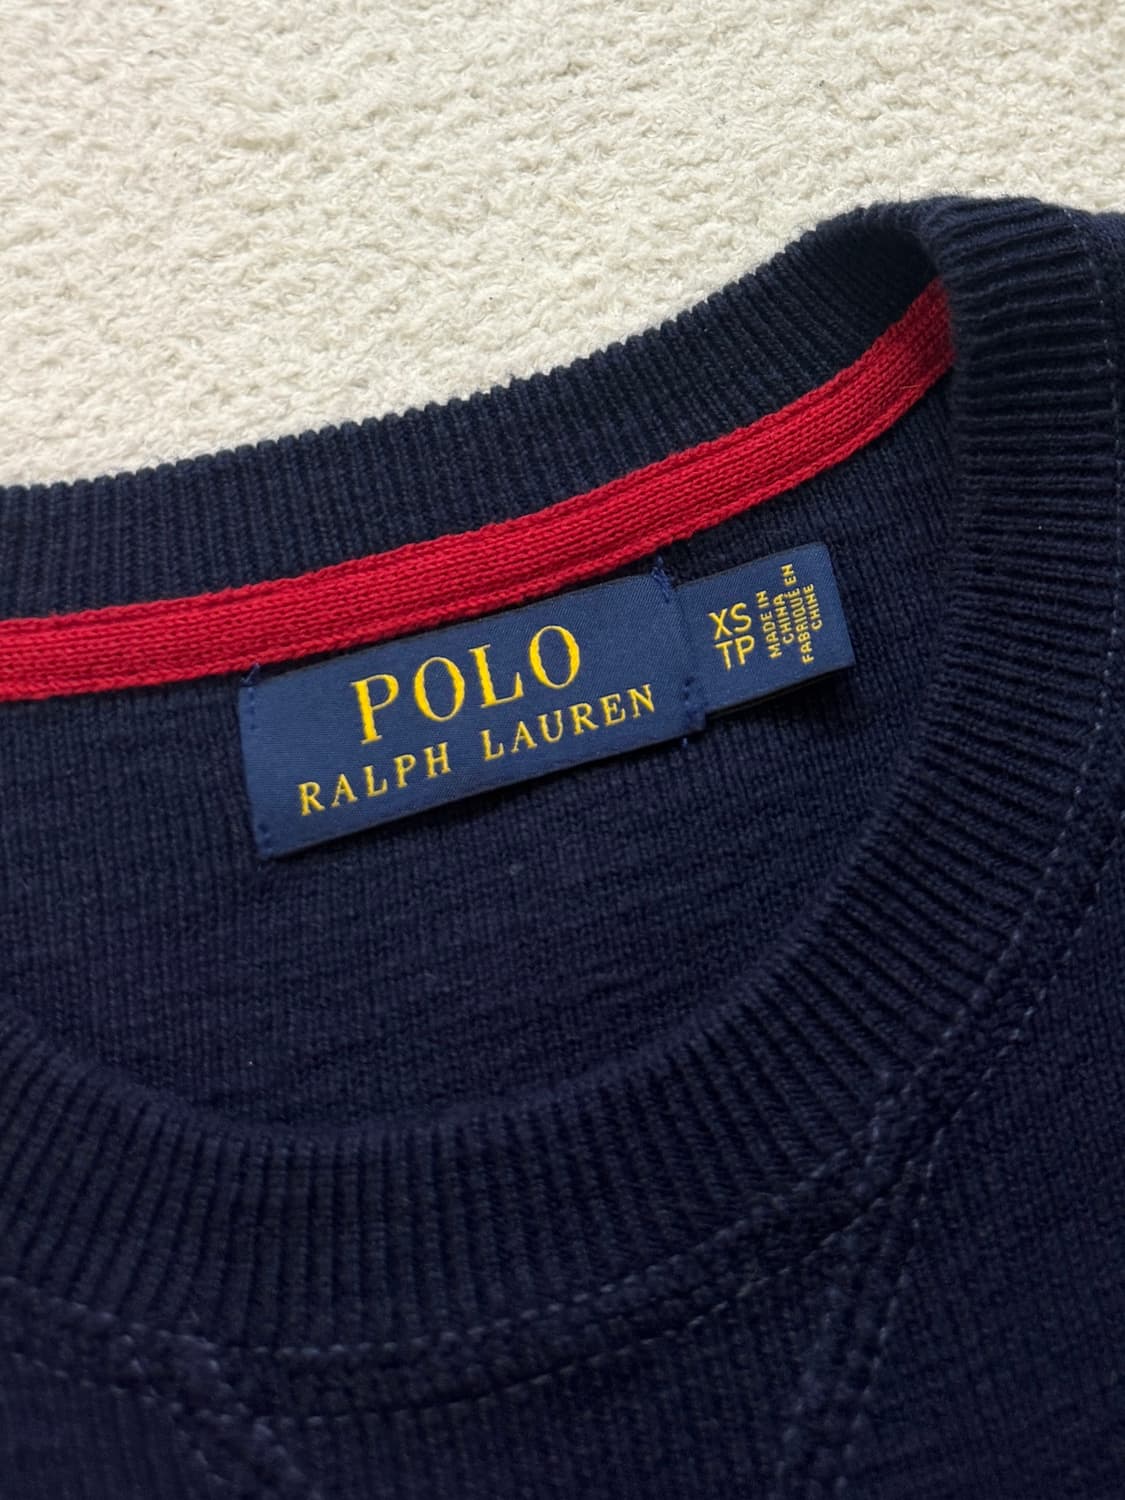 POLO
RALPH LAUREN
XS
TP
MADE IN
CHINA
FABRIQUÉ EN
CHINE